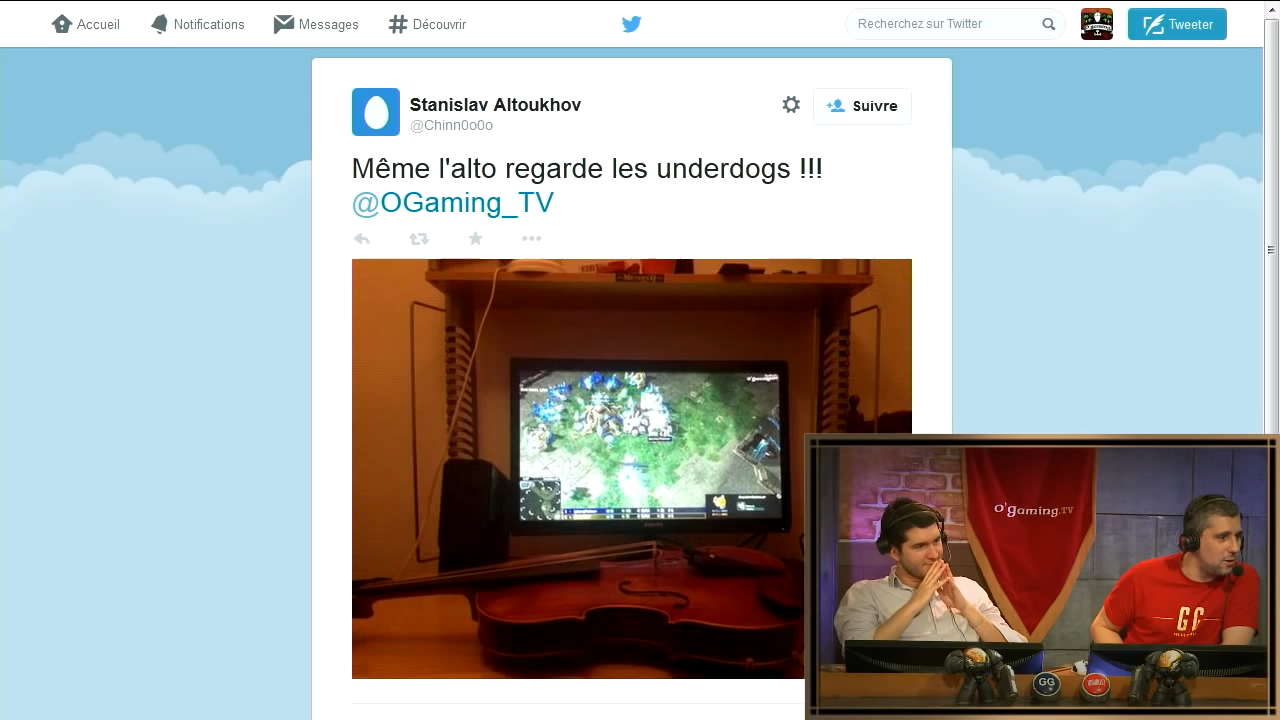 Accueil
Notifications
Messages
Découvrir
Recherchez sur Twitter
Tweeter
Stanislav Altoukhov
@Chinn0o0o
Suivre
Même l'alto regarde les underdogs !!!
@OGaming_TV
o'gaming.TV
GG
GG